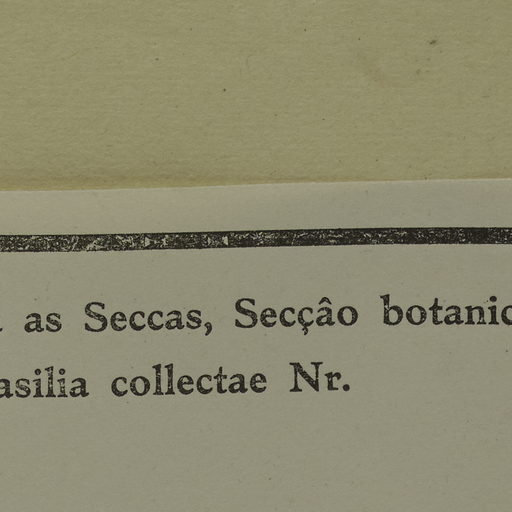 as Seccas, Secçâo botanic
asilia collectae Nr.